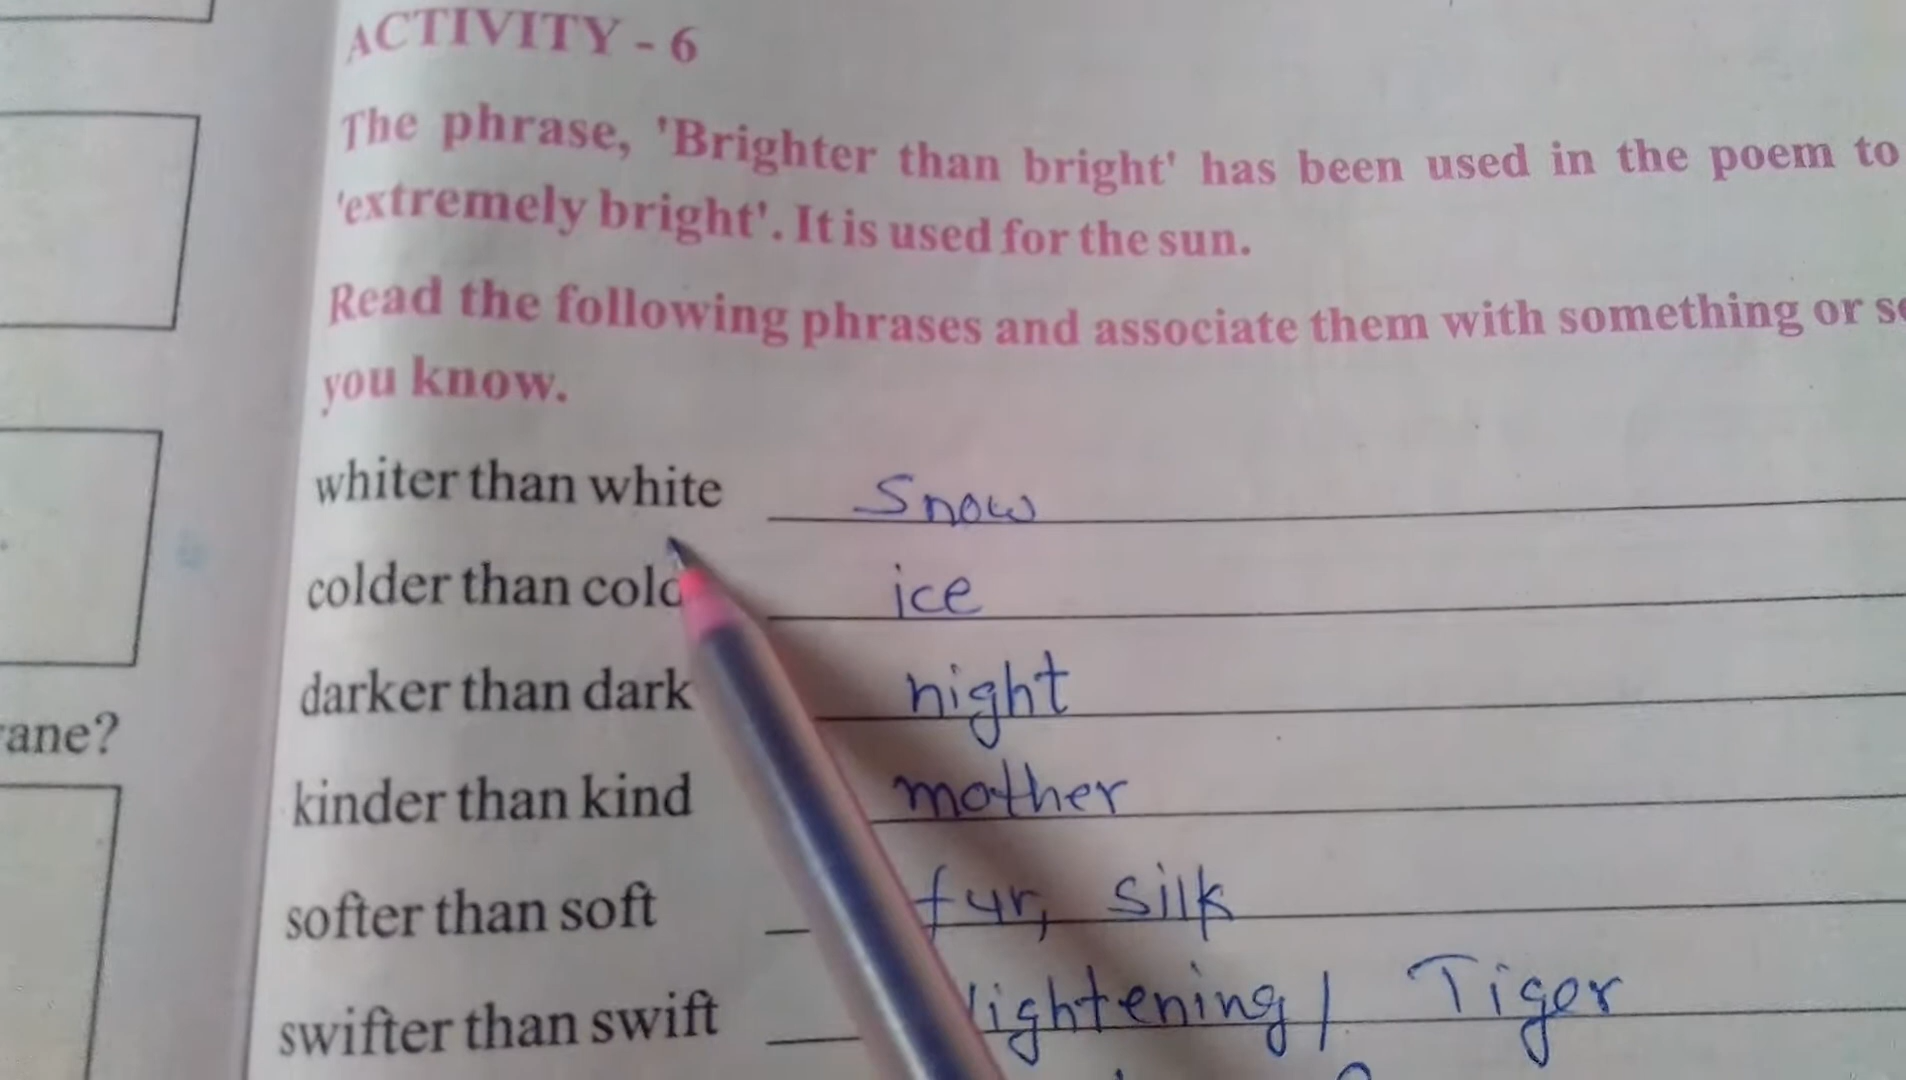 ACTIVITY - 6
The phrase, 'Brighter than bright' has been used in the poem to
'extremely bright'. It is used for the sun.
Read the following phrases and associate them with something or
you know.
whiter than white Snow
colder than cold ice
darker than dark night
kinder than kind mother
softer than soft fur, silk
swifter than swift lightening/ Tiger
ane?